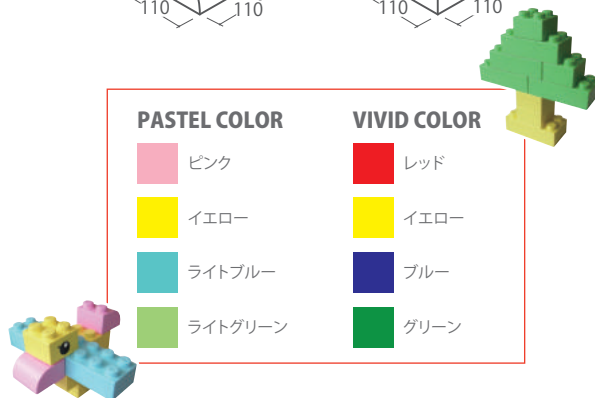 110 110 110 110
PASTEL COLOR VIVID COLOR
ピンク レッド
イエロー イエロー
ライトブルー ブルー
ライトグリーン グリーン